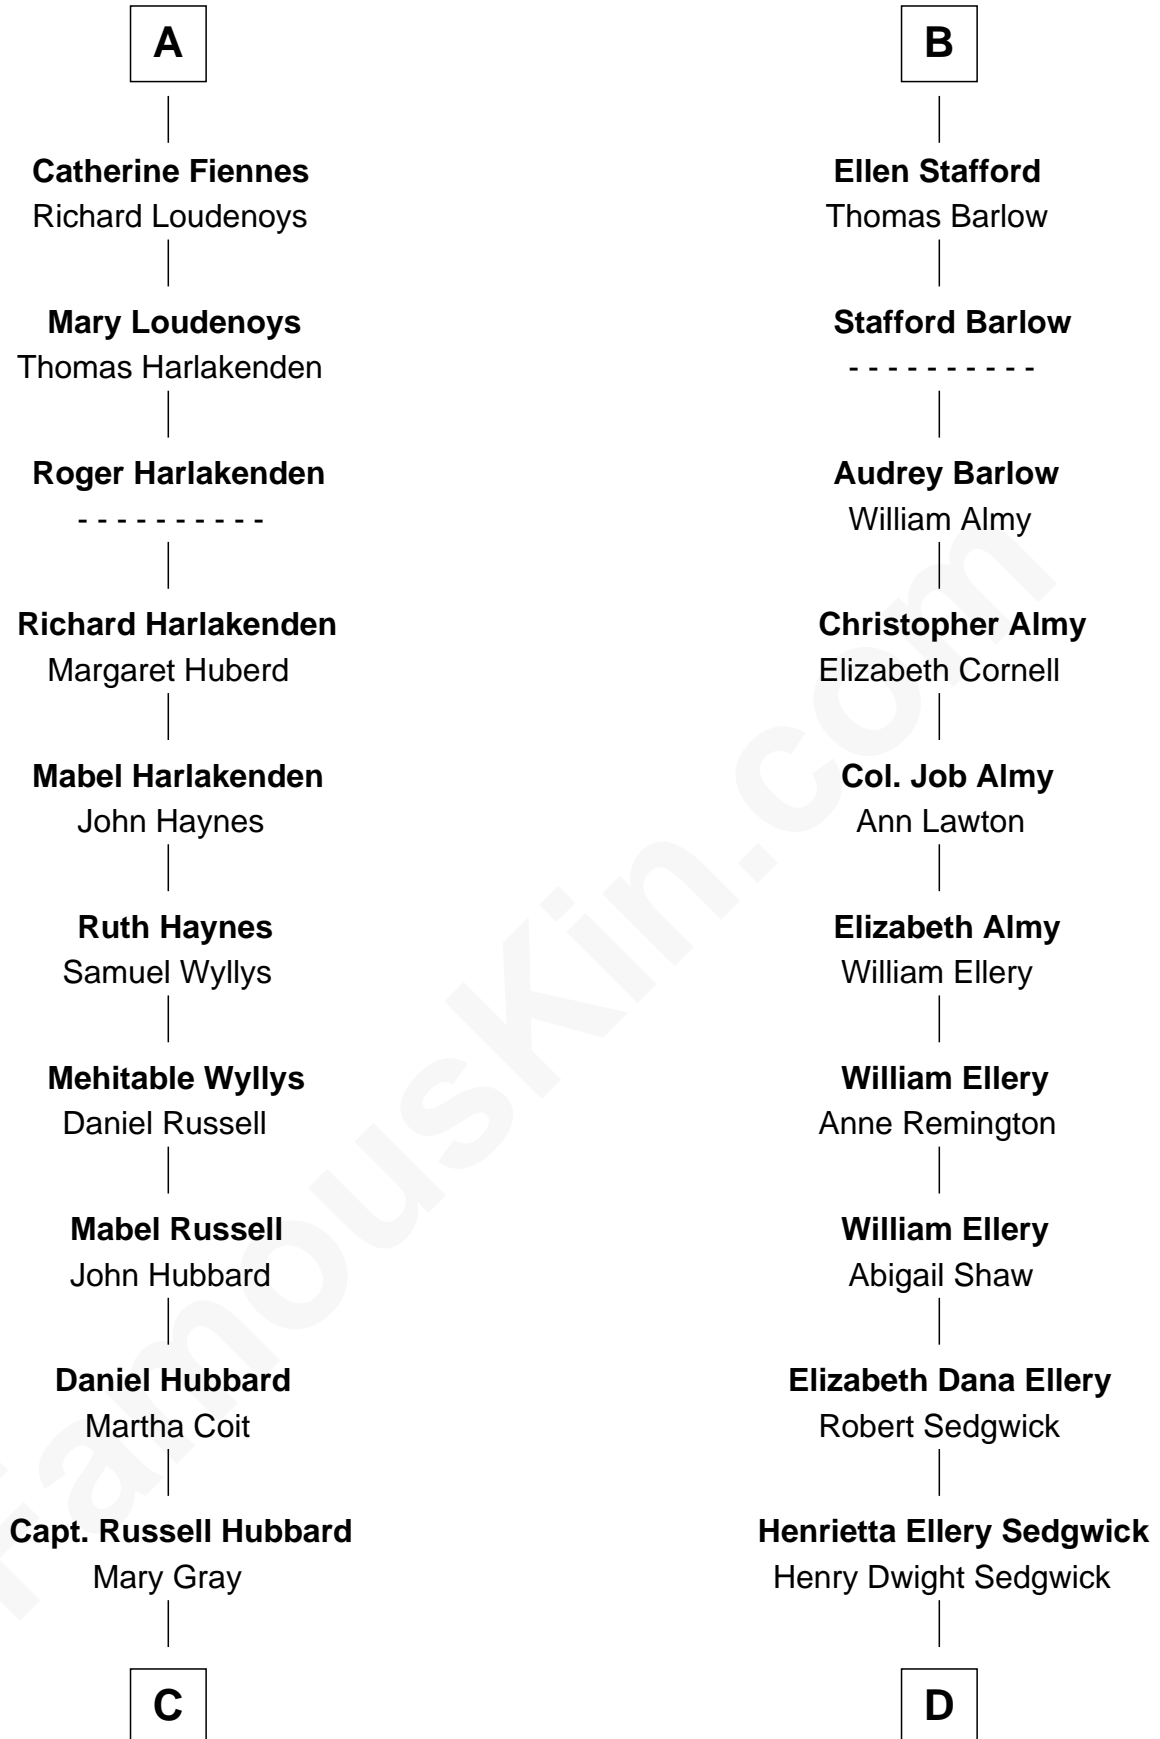 A
Catherine Fiennes
Richard Loudenoys
Mary Loudenoys
Thomas Harlakenden
Roger Harlakenden
- - - - - - - - - -
Richard Harlakenden
Margaret Huberd
Mabel Harlakenden
John Haynes
Ruth Haynes
Samuel Wyllys
Mehitable Wyllys
Daniel Russell
Mabel Russell
John Hubbard
Daniel Hubbard
Martha Coit
Capt. Russell Hubbard
Mary Gray
C
B
Ellen Stafford
Thomas Barlow
Stafford Barlow
- - - - - - - - - -
Audrey Barlow
William Almy
Christopher Almy
Elizabeth Cornell
Col. Job Almy
Ann Lawton
Elizabeth Almy
William Ellery
William Ellery
Anne Remington
William Ellery
Abigail Shaw
Elizabeth Dana Ellery
Robert Sedgwick
Henrietta Ellery Sedgwick
Henry Dwight Sedgwick
D
FamousKin.com